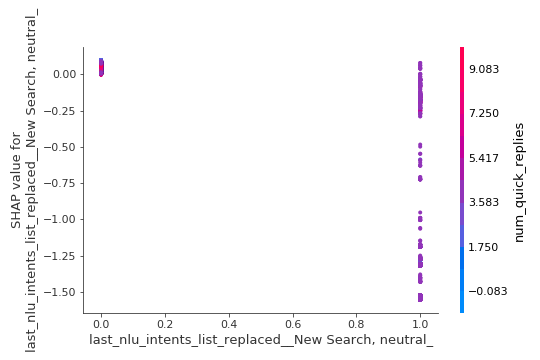 SHAP value for
last_nlu_intents_list_replaced__New Search, neutral_
0.00
−0.25
−0.50
−0.75
−1.00
−1.25
−1.50
0.0 0.2 0.4 0.6 0.8 1.0
last_nlu_intents_list_replaced__New Search, neutral_
9.083
7.250
5.417
3.583
1.750
−0.083
num_quick_replies